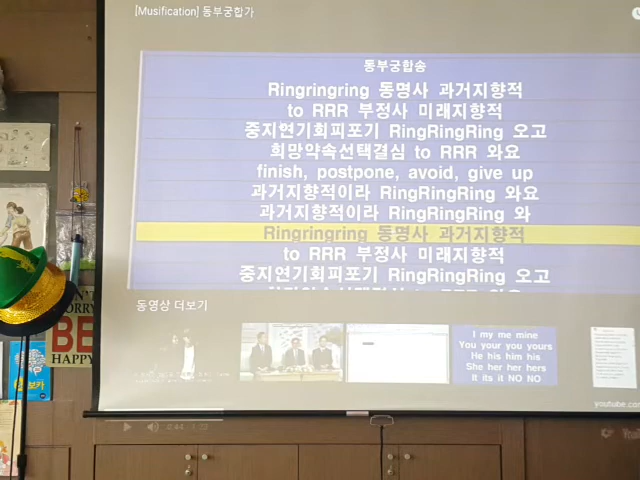 [Musification] 동부궁합가
동부궁합송
Ringringring 동명사 과거지향적
to RRR 부정사 미래지향적
중지연기회피포기 RingRingRing 오고
희망약속선택결심 to RRR 와요
finish, postpone, avoid, give up
과거지향적이라 RingRingRing 와요
과거지향적이라 RingRingRing 와
Ringringring 동명사 과거지향적
to RRR 부정사 미래지향적
중지연기회피포기 RingRingRing 오고
동영상 더보기
I my me mine
You your you yours
He his him his
She her her hers
It its it NO NO
youtube.com
BE
HAPPY